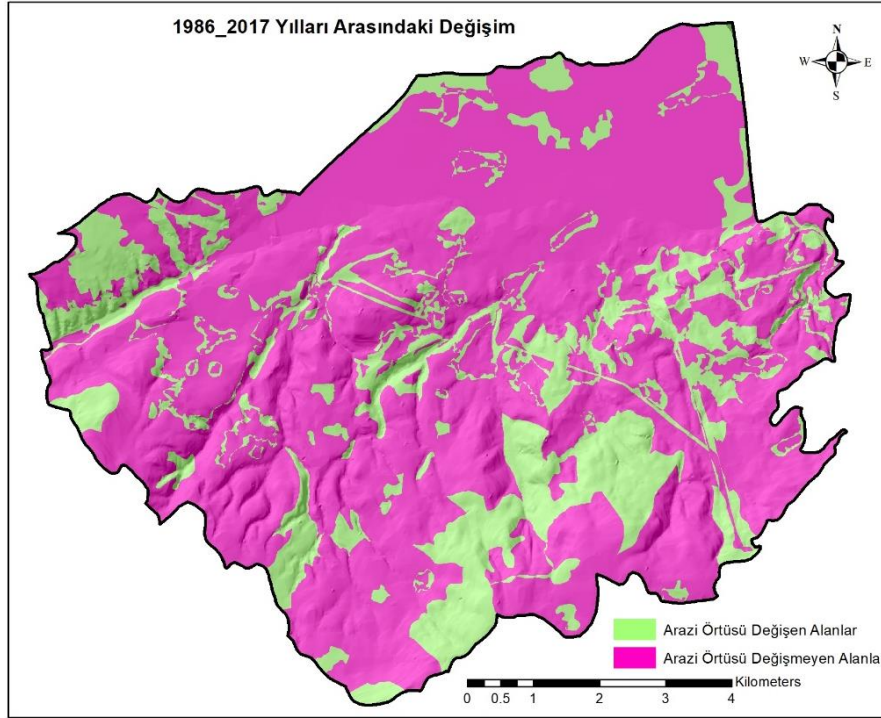 1986_2017 Yılları Arasındaki Değişim
N
W E
S
Arazi Örtüsü Değişen Alanlar
Arazi Örtüsü Değişmeyen Alanla
Kilometers
0 0.5 1 2 3 4